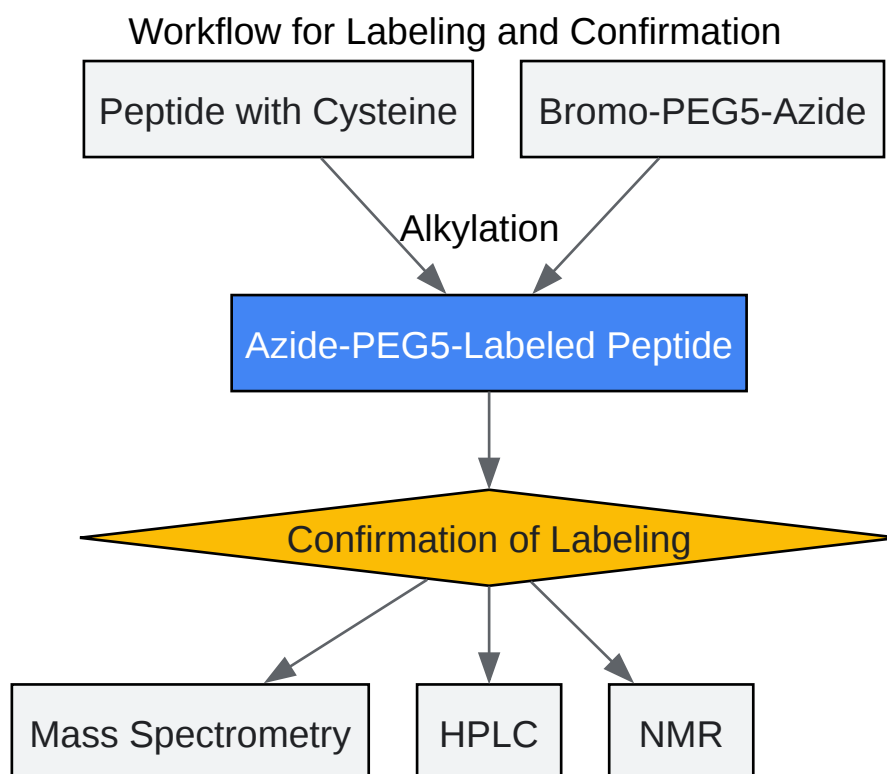 Workflow for Labeling and Confirmation
Peptide with Cysteine
Bromo-PEG5-Azide
Alkylation
Azide-PEG5-Labeled Peptide
Confirmation of Labeling
Mass Spectrometry
HPLC
NMR